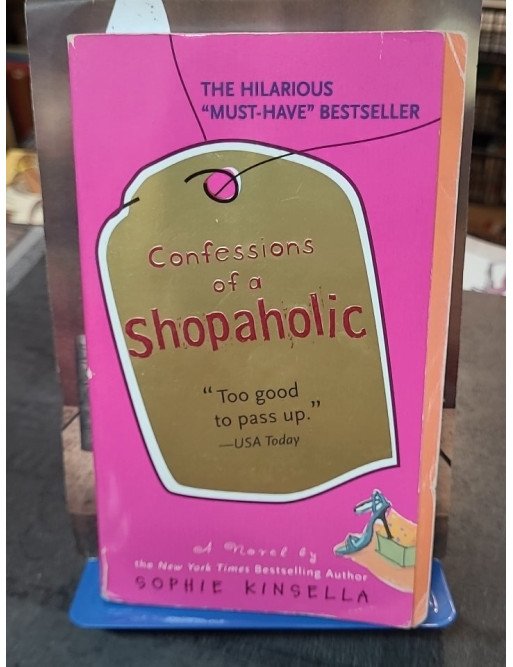 THE HILARIOUS
“MUST-HAVE” BESTSELLER
Confessions
of a
Shopaholic
“Too good
to pass up.”
—USA Today
A Novel by
the New York Times Bestselling Author
SOPHIE KINSELLA